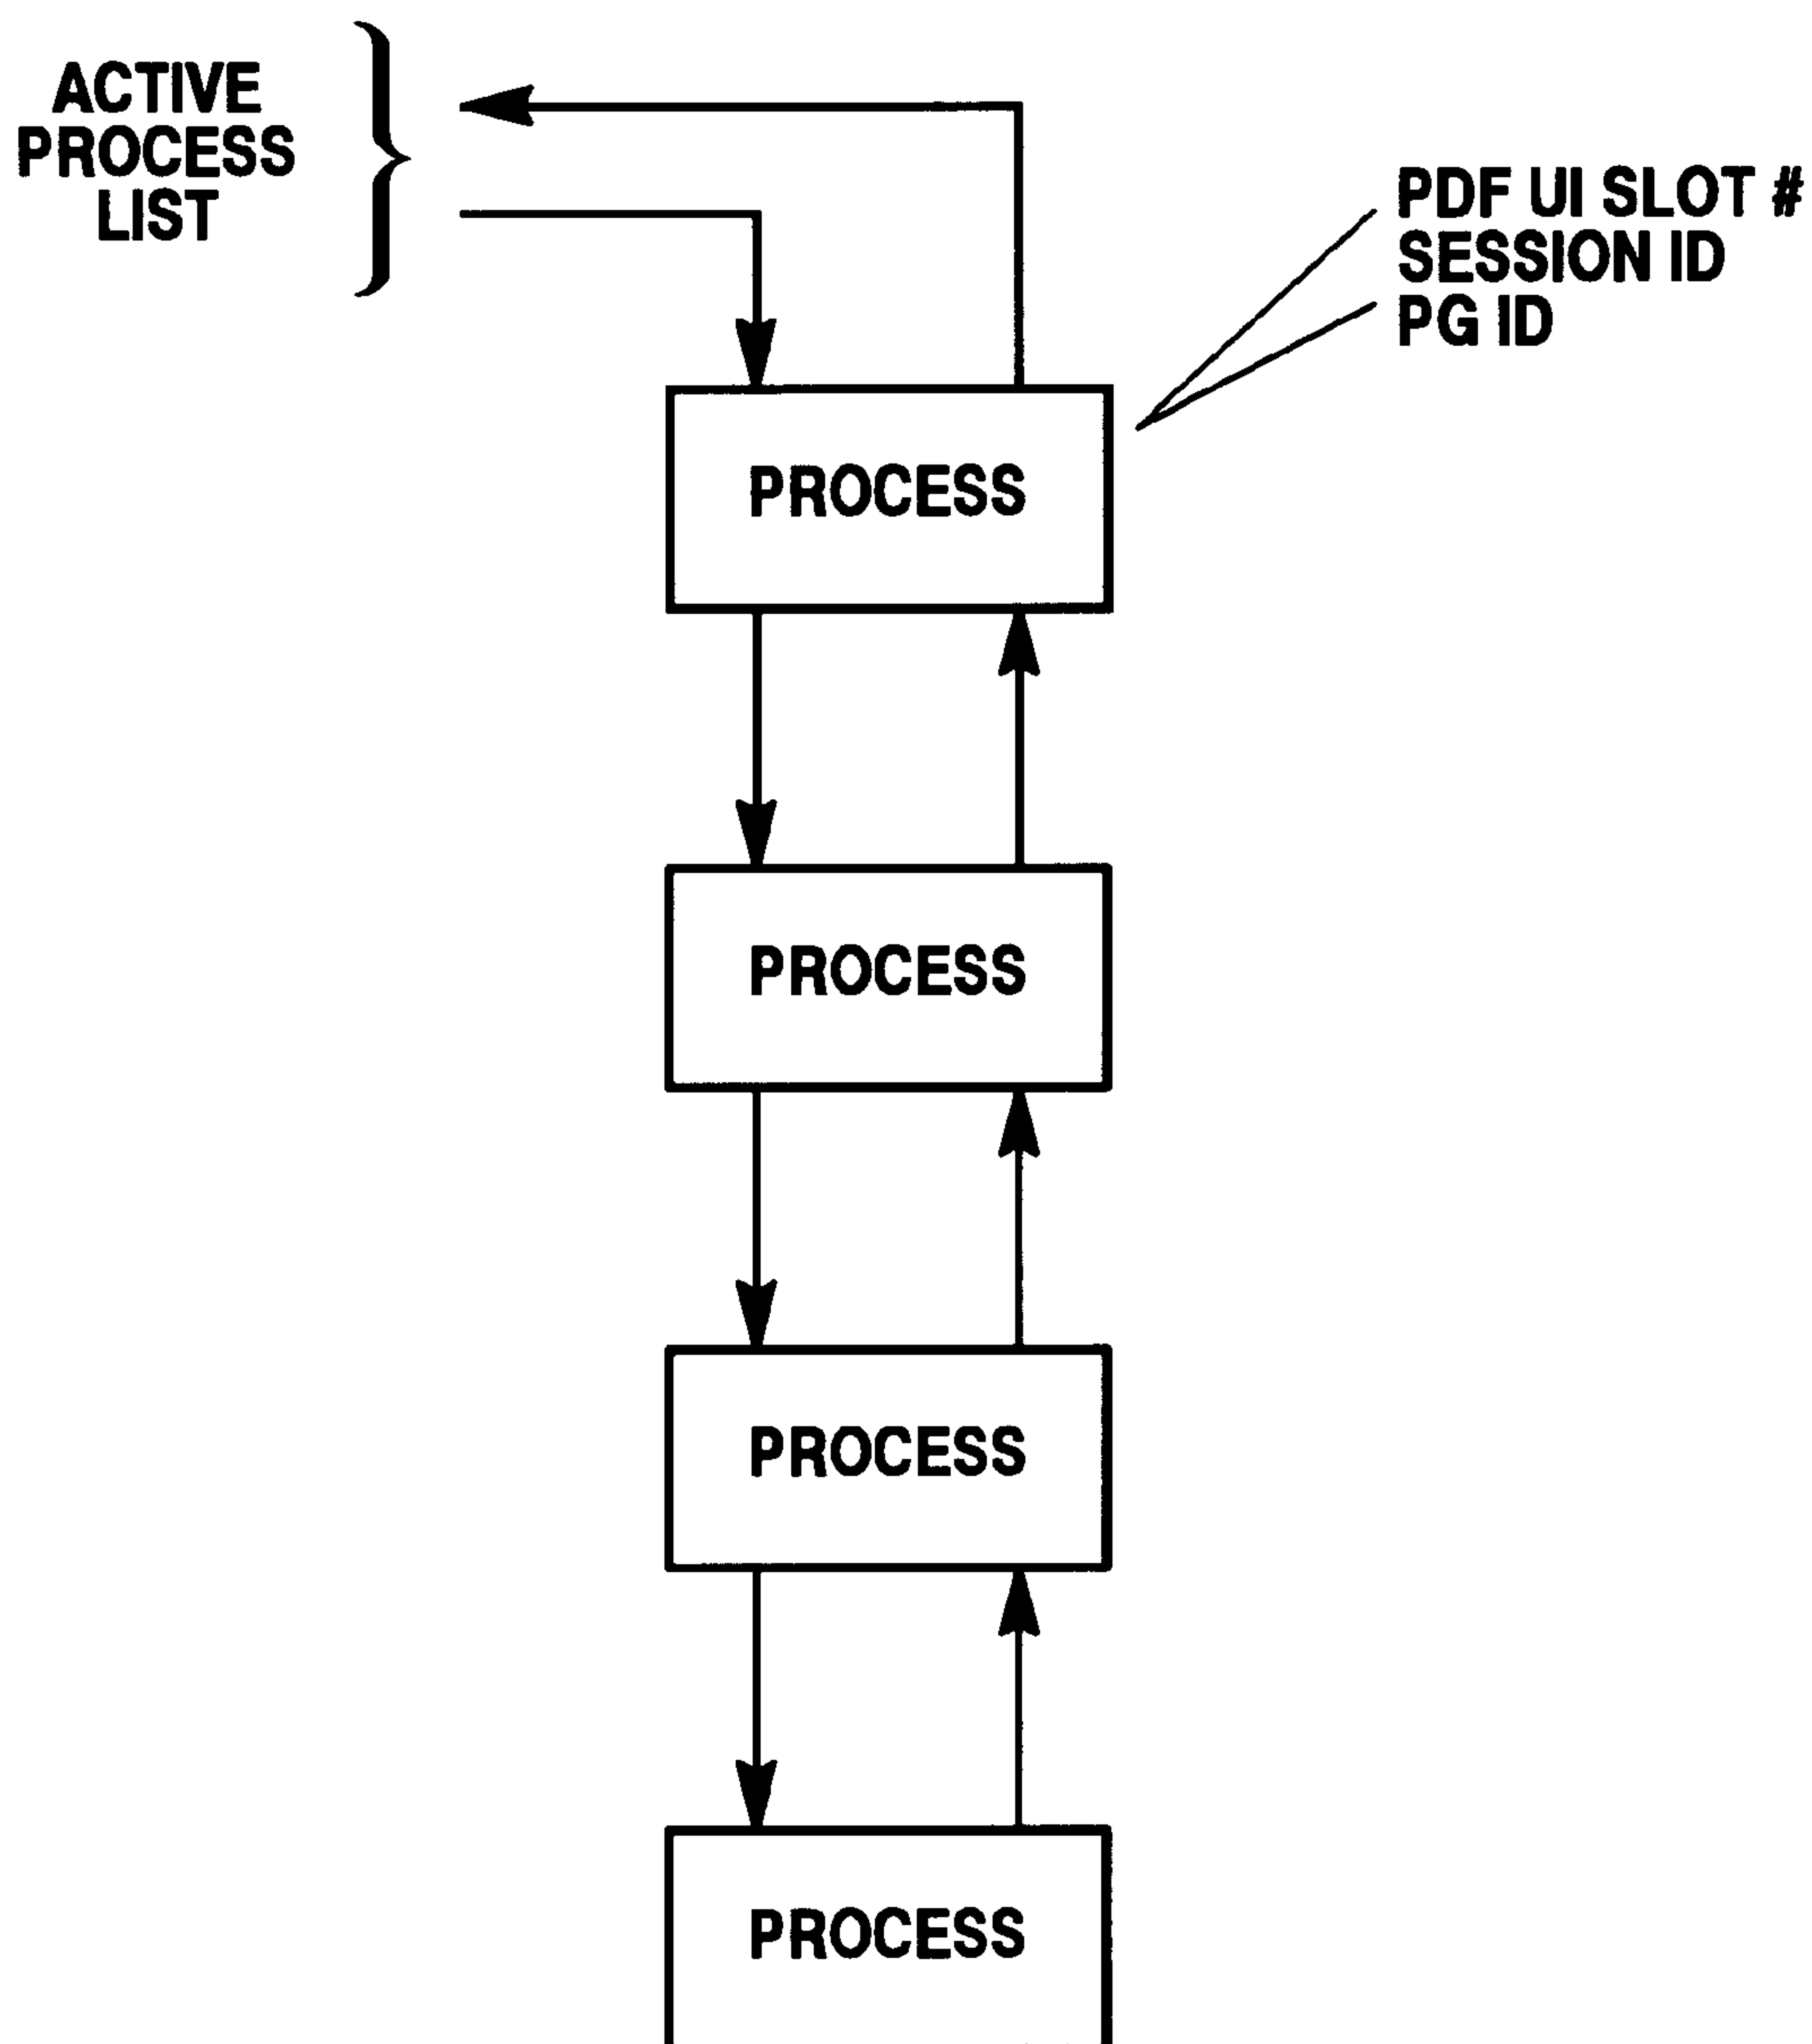 ACTIVE
PROCESS
LIST
PDF UI SLOT #
SESSION ID
PG ID
PROCESS
PROCESS
PROCESS
PROCESS